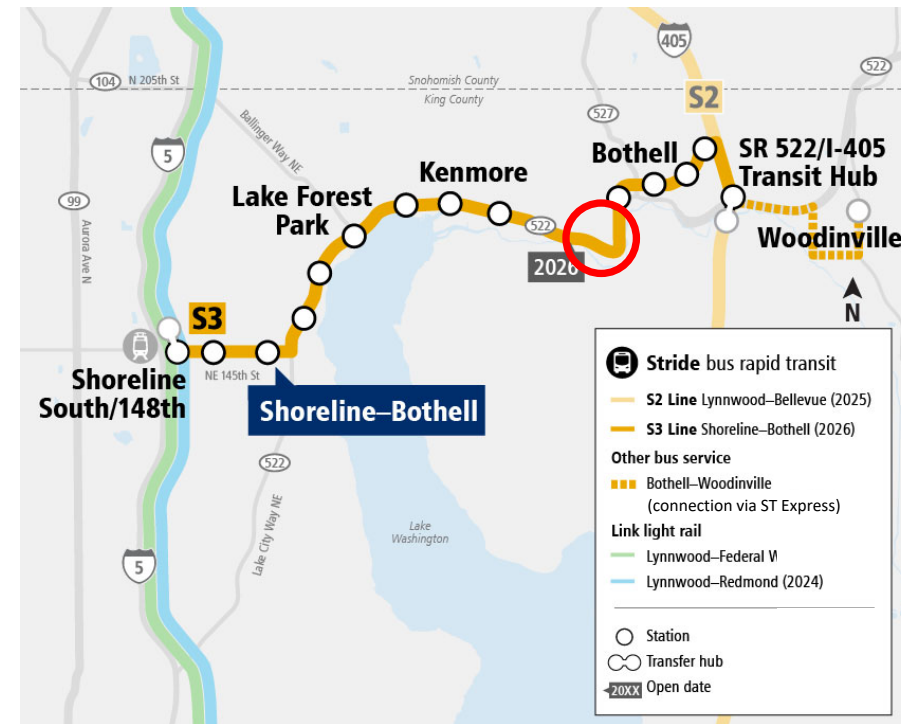 405
522
104
N 205th St
Snohomish County
King County
S2
527
Ballinger Way NE
5
Bothell
SR 522/I-405
Transit Hub
Kenmore
99
Lake Forest
Park
Aurora Ave N
522
Woodinville
2026
N
S3
NE 145th St
Shoreline
South/148th
Shoreline–Bothell
522
Lake City Way NE
Lake
Washington
5
Stride bus rapid transit
S2 Line Lynnwood–Bellevue (2025)
S3 Line Shoreline–Bothell (2026)
Other bus service
Bothell–Woodinville
(connection via ST Express)
Link light rail
Lynnwood–Federal
Lynnwood–Redmond (2024)
Station
Transfer hub
20XX Open date